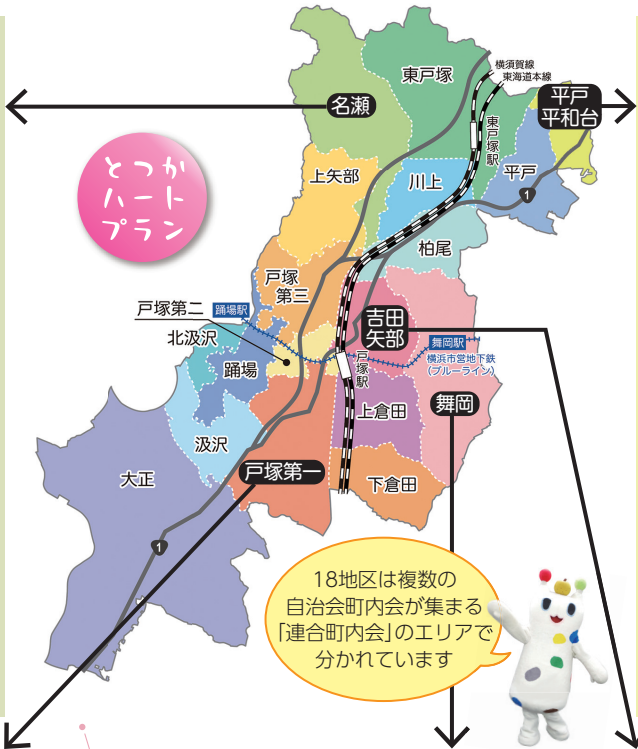 横須賀線
東海道本線
東戸塚
名瀬
平戸
平和台
東戸塚駅
とつか
ハート
プラン
上矢部
川上
平戸
1
柏尾
戸塚
第三
戸塚第二
踊場駅
北汲沢
吉田
矢部
舞岡駅
横浜市営地下鉄
(ブルーライン)
戸塚駅
踊場
舞岡
上倉田
汲沢
大正
戸塚第一
下倉田
1
18地区は複数の
自治会町内会が集まる
「連合町内会」のエリアで
分かれています